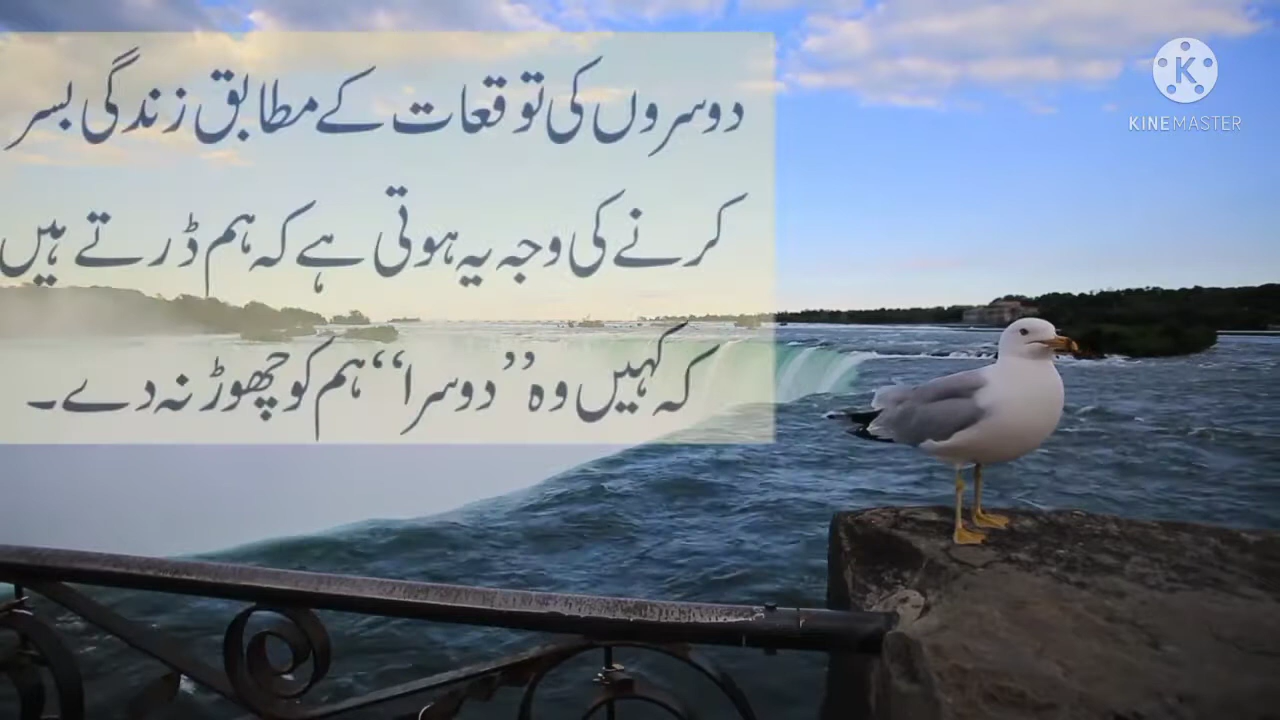 دوسروں کی توقعات کے مطابق زندگی بسر
کرنے کی وجہ یہ ہوتی ہے کہ ہم ڈرتے ہیں
کہ کہیں وہ ”دوسرا“ ہم کو چھوڑ نہ دے۔
KINEMASTER